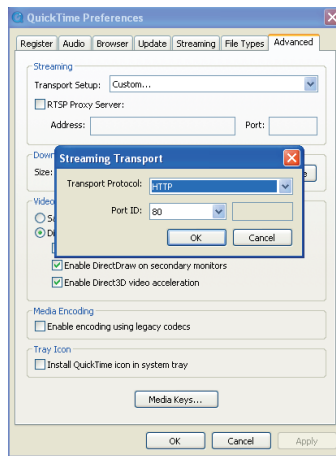 QuickTime Preferences
Register Audio Browser Update Streaming File Types Advanced
Streaming
Transport Setup: Custom...
RTSP Proxy Server:
Address: Port:
Streaming Transport
Size:
Transport Protocol: HTTP
Video
Port ID: 80
OK Cancel
Enable DirectDraw on secondary monitors
Enable Direct3D video acceleration
Media Encoding
Enable encoding using legacy codecs
Tray Icon
Install QuickTime icon in system tray
Media Keys...
OK Cancel Apply